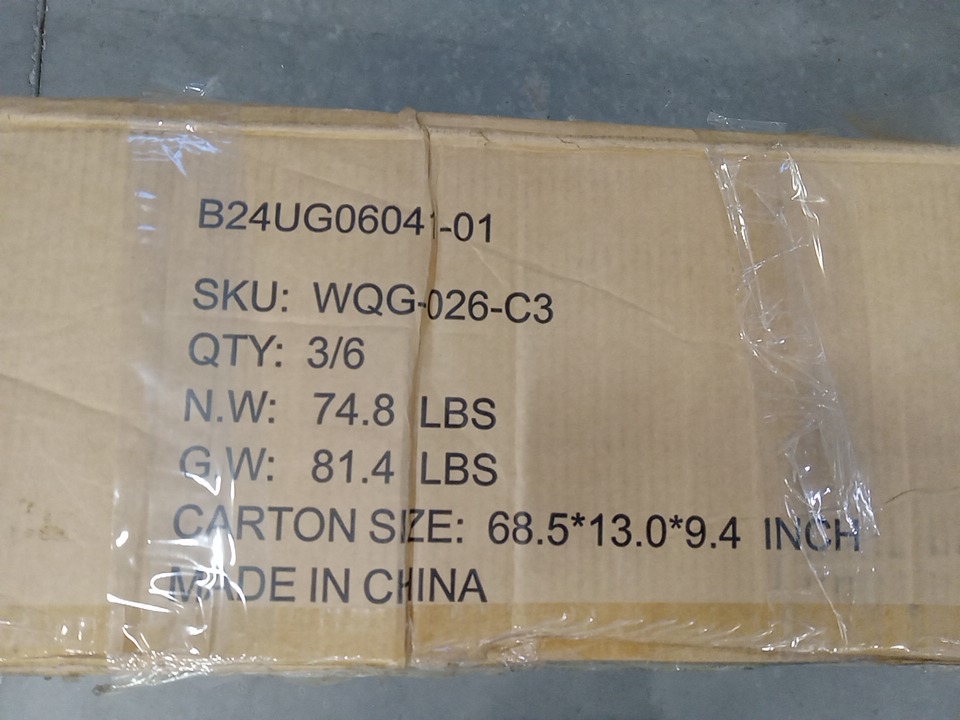 B24UG06041-01
SKU: WQG-026-C3
QTY: 3/6
N.W: 74.8 LBS
G.W: 81.4 LBS
CARTON SIZE: 68.5*13.0*9.4 INCH
MADE IN CHINA